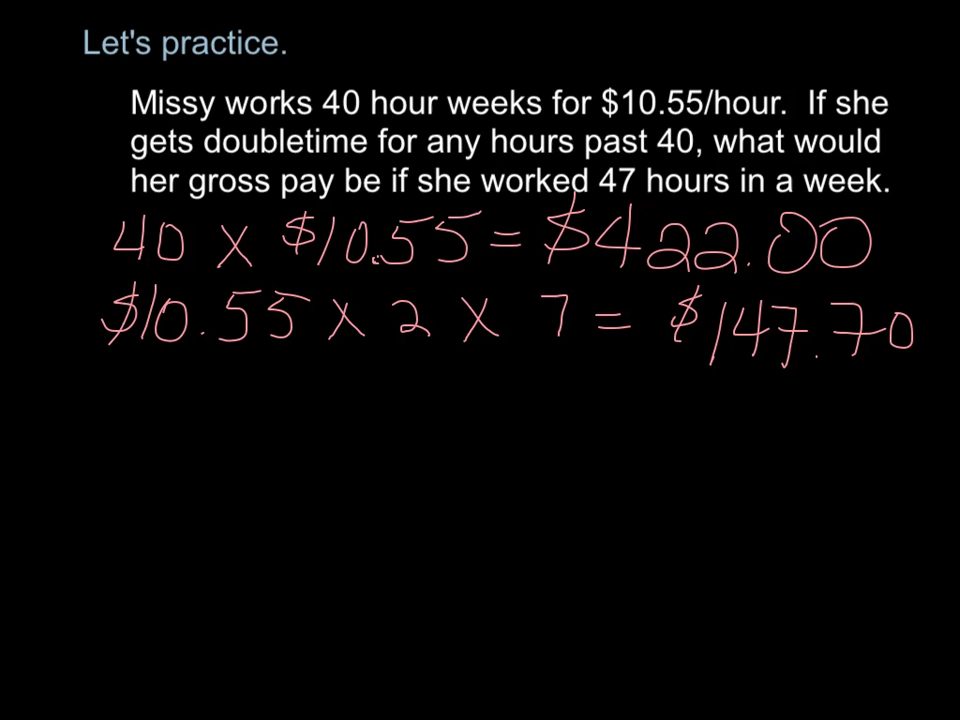 Let's practice.
Missy works 40 hour weeks for $10.55/hour.  If she
gets doubletime for any hours past 40, what would
her gross pay be if she worked 47 hours in a week.
40 x $10.55 = $422.00
$10.55 x 2 x 7 = $147.70